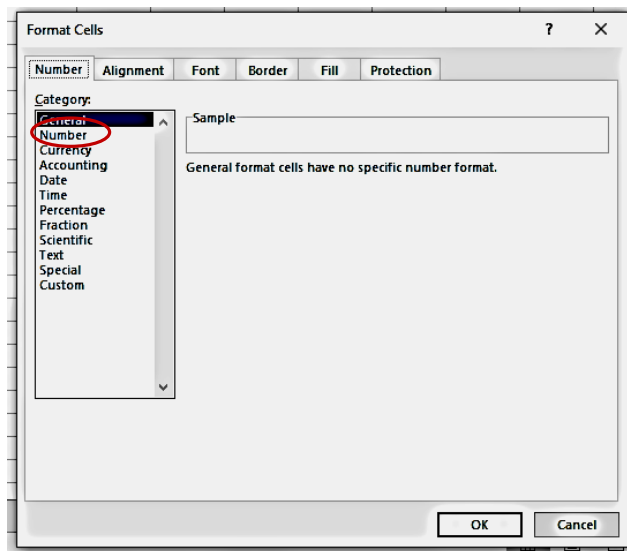 Format Cells ? ×
Number Alignment Font Border Fill Protection
Category:
General
Number
Currency
Accounting
Date
Time
Percentage
Fraction
Scientific
Text
Special
Custom
Sample
General format cells have no specific number format.
OK Cancel